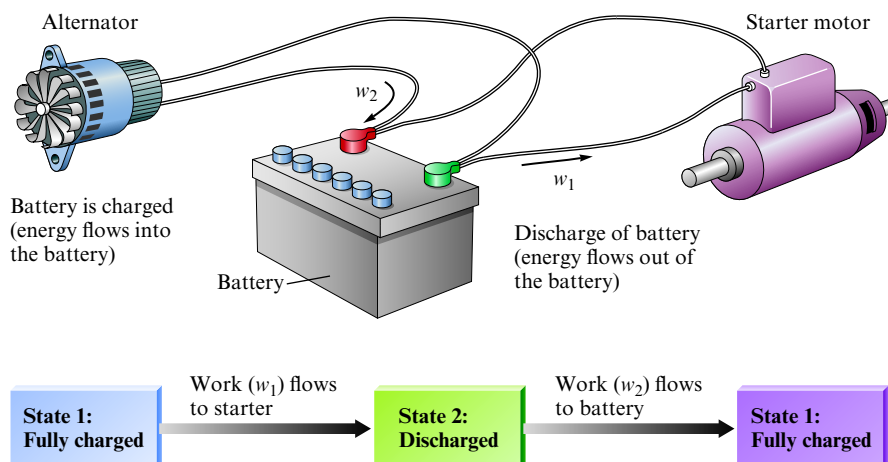 Alternator
Starter motor
w2
w1
Battery is charged
(energy flows into
the battery)
Discharge of battery
(energy flows out of
the battery)
Battery
State 1:
Fully charged
Work (w1) flows
to starter
State 2:
Discharged
Work (w2) flows
to battery
State 1:
Fully charged